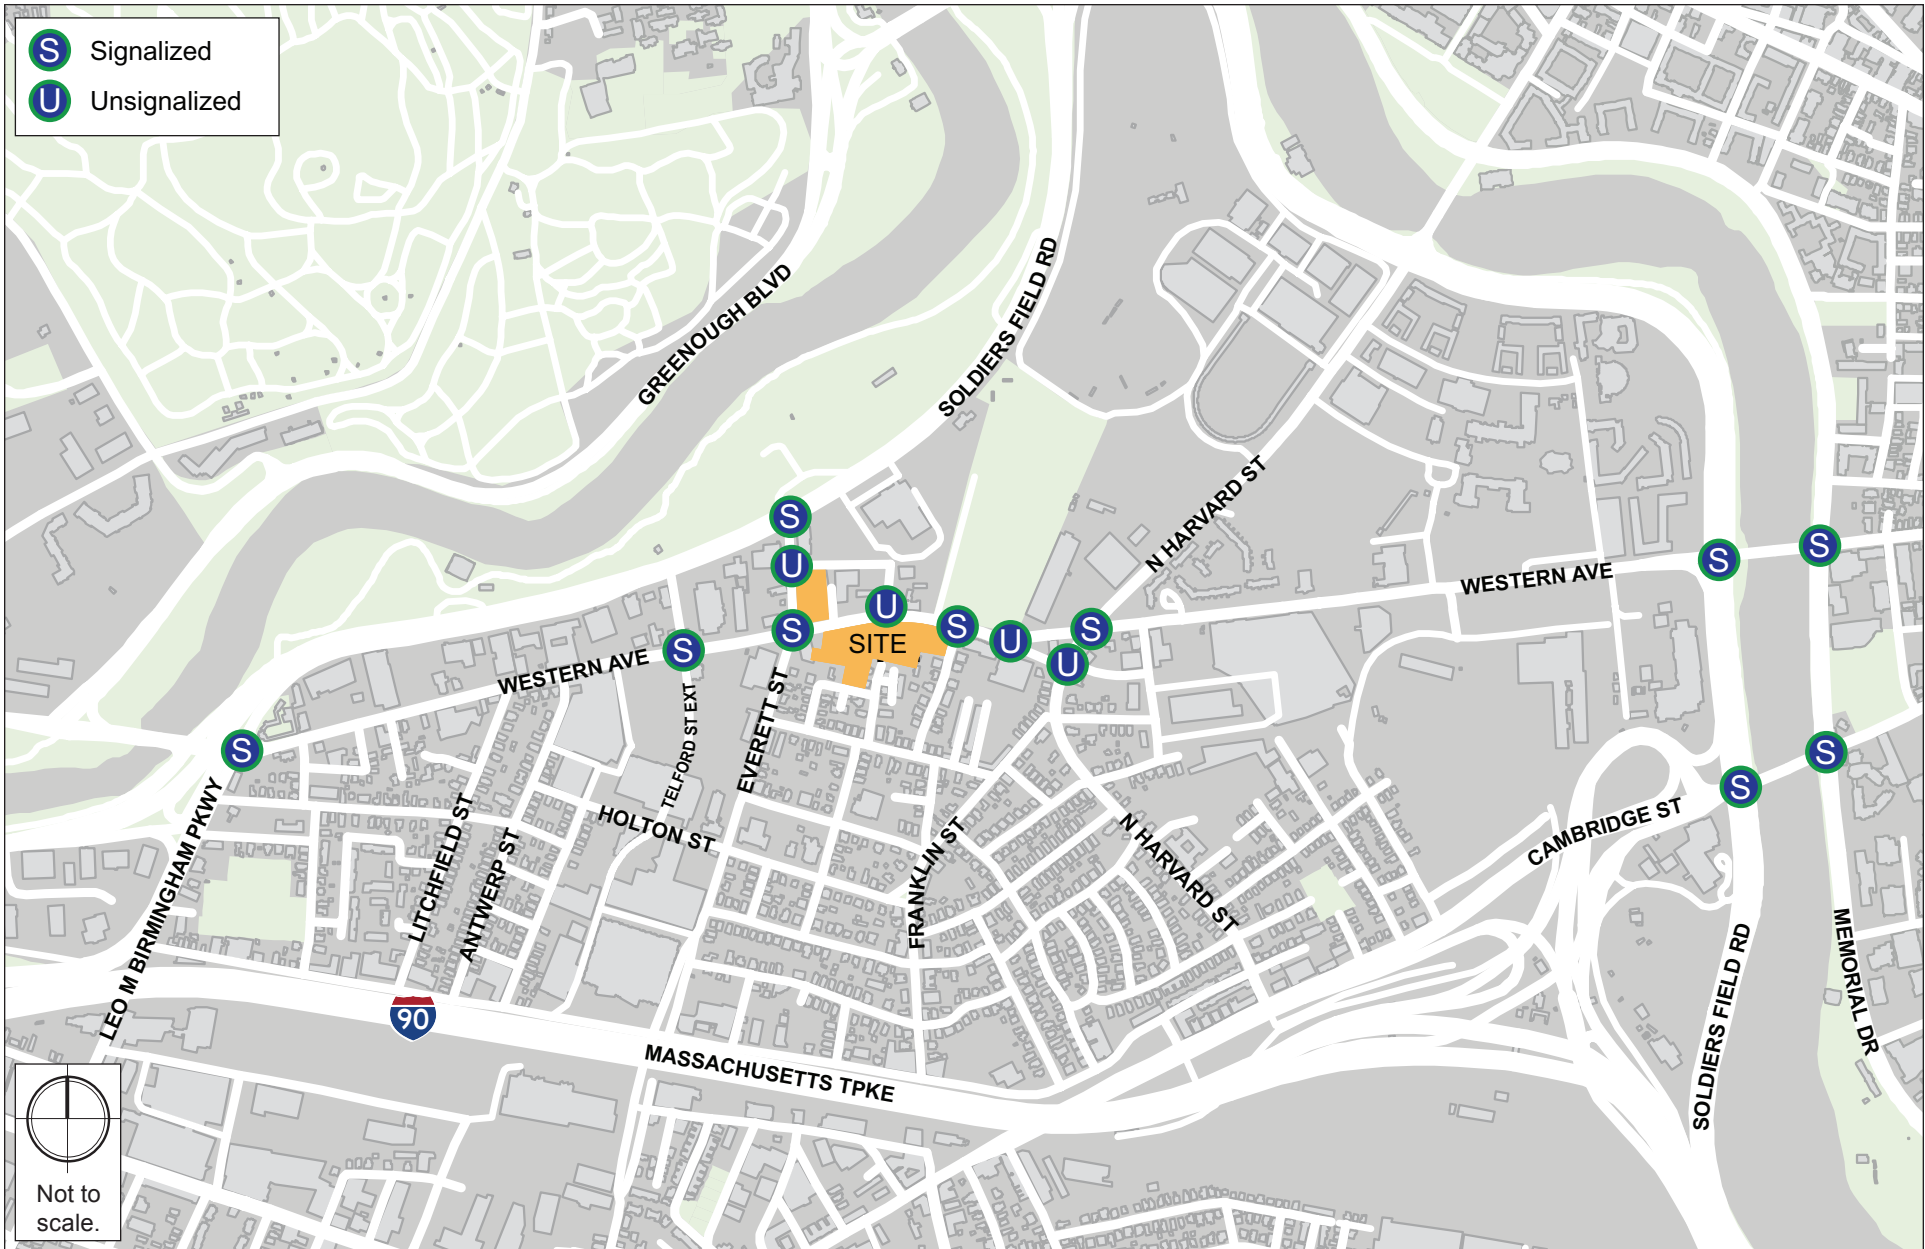 S Signalized
U Unsignalized
GREENOUGH BLVD
SOLDIERS FIELD RD
N HARVARD ST
S
U
S
U
S
U
S
U
SITE
S
S
S
WESTERN AVE
WESTERN AVE
S
TELFORD ST EXT
EVERETT ST
S
S
LEO M BIRMINGHAM PKWY
LITCHFIELD ST
ANTWERP ST
HOLTON ST
FRANKLIN ST
N HARVARD ST
CAMBRIDGE ST
S
SOLDIERS FIELD RD
MEMORIAL DR
90
MASSACHUSETTS TPKE
Not to
scale.